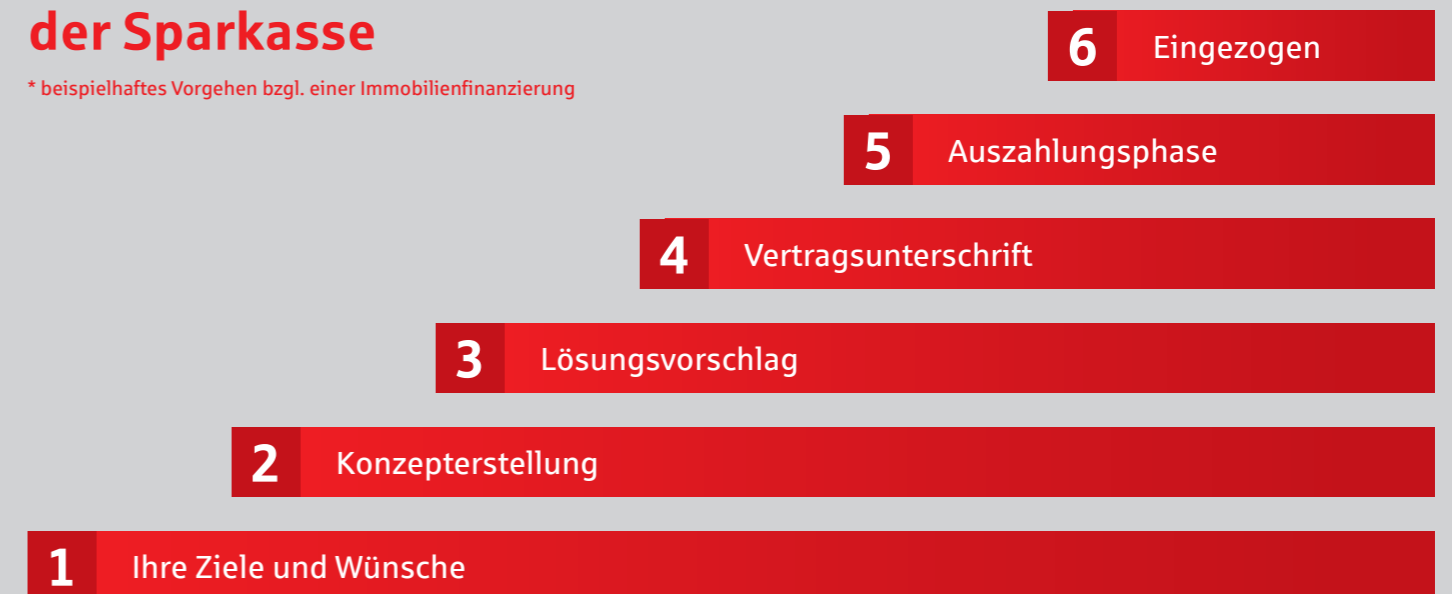 der Sparkasse
* beispielhaftes Vorgehen bzgl. einer Immobilienfinanzierung
6 Eingezogen
5 Auszahlungsphase
4 Vertragsunterschrift
3 Lösungsvorschlag
2 Konzepterstellung
1 Ihre Ziele und Wünsche